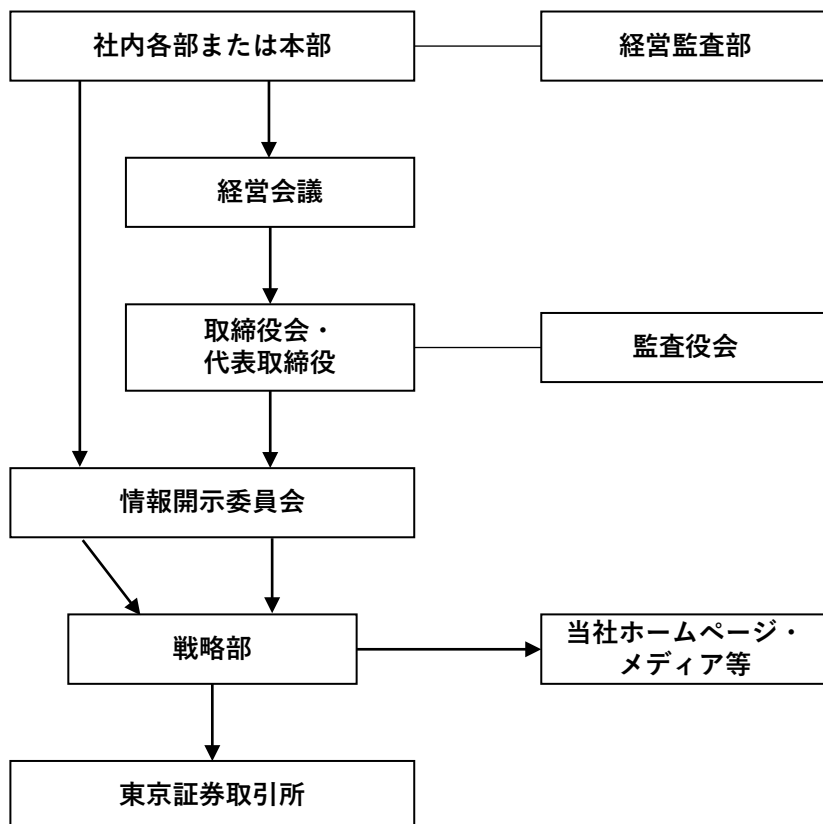 社内各部または本部
経営監査部
経営会議
取締役会・
代表取締役
監査役会
情報開示委員会
戦略部
当社ホームページ・
メディア等
東京証券取引所